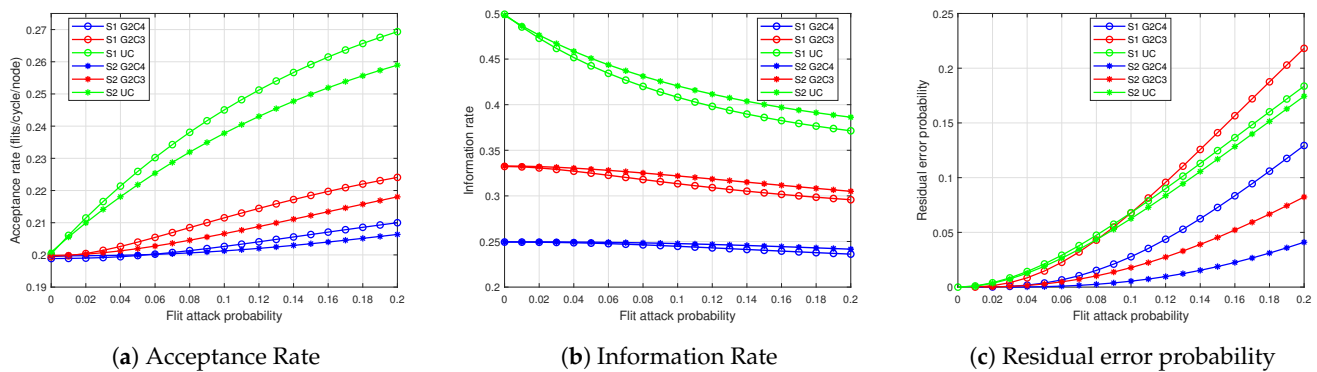 Acceptance rate (flits/cycle/node)
0.27
0.26
0.25
0.24
0.23
0.22
0.21
0.2
0.19
S1 G2C4
S1 G2C3
S1 UC
S2 G2C4
S2 G2C3
S2 UC
0 0.02 0.04 0.06 0.08 0.1 0.12 0.14 0.16 0.18 0.2
Flit attack probability
(a) Acceptance Rate
Information rate
0.5
0.45
0.4
0.35
0.3
0.25
0.2
S1 G2C4
S1 G2C3
S1 UC
S2 G2C4
S2 G2C3
S2 UC
0 0.02 0.04 0.06 0.08 0.1 0.12 0.14 0.16 0.18 0.2
Flit attack probability
(b) Information Rate
Residual error probability
0.25
0.2
0.15
0.1
0.05
0
S1 G2C4
S1 G2C3
S1 UC
S2 G2C4
S2 G2C3
S2 UC
0 0.02 0.04 0.06 0.08 0.1 0.12 0.14 0.16 0.18 0.2
Flit attack probability
(c) Residual error probability